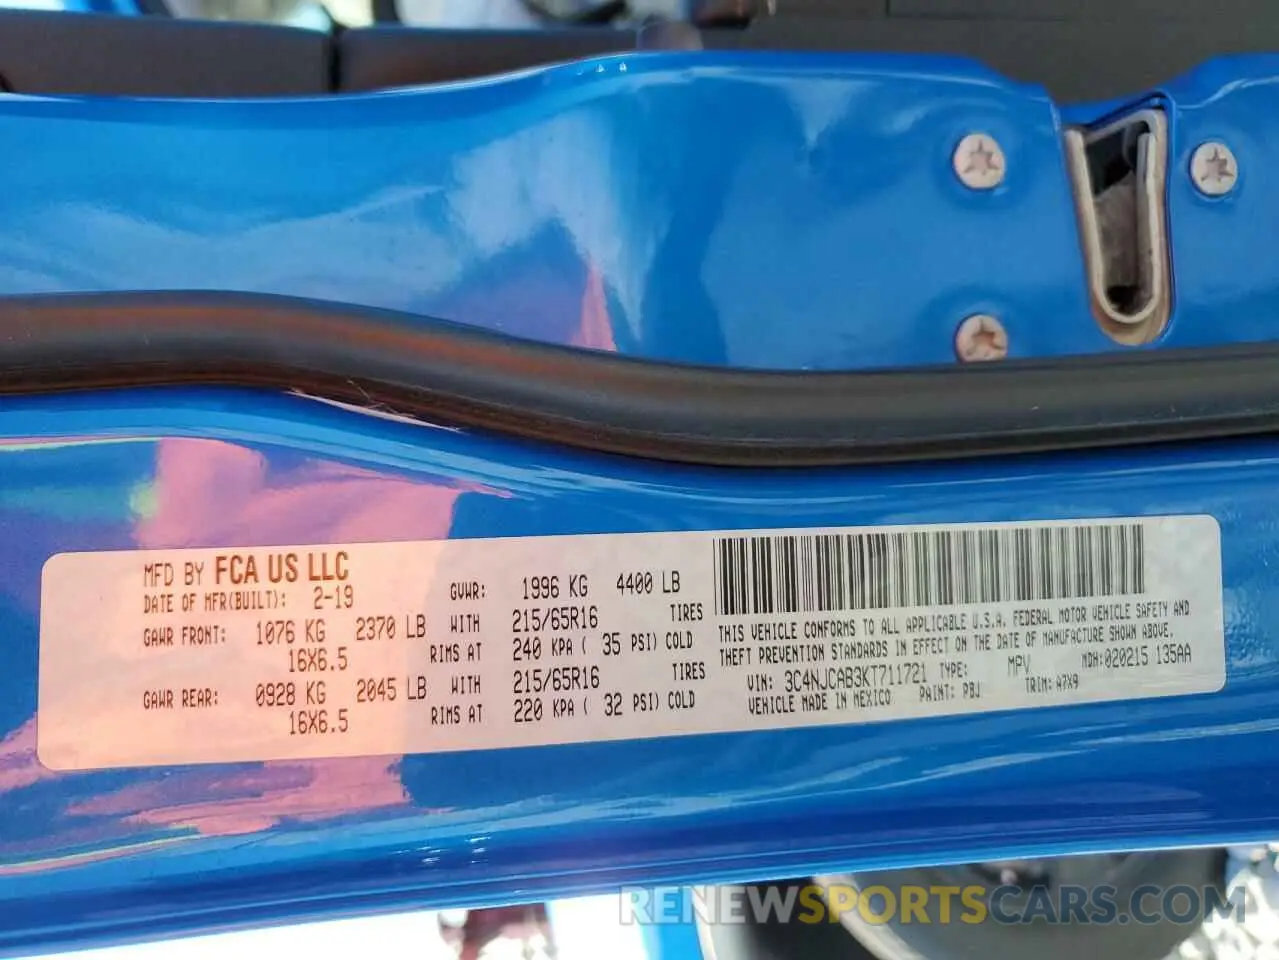 MFD BY FCA US LLC
DATE OF MFR(BUILT): 2-19
GVWR: 1996 KG 4400 LB
GAWR FRONT: 1076 KG 2370 LB WITH 215/65R16 TIRES
16X6.5 RIMS AT 240 KPA ( 35 PSI) COLD
GAWR REAR: 0928 KG 2045 LB WITH 215/65R16 TIRES
16X6.5 RIMS AT 220 KPA ( 32 PSI) COLD
THIS VEHICLE CONFORMS TO ALL APPLICABLE U.S.A. FEDERAL MOTOR VEHICLE SAFETY AND
THEFT PREVENTION STANDARDS IN EFFECT ON THE DATE OF MANUFACTURE SHOWN ABOVE.
VIN: 3C4NJCAB3KT711721 TYPE: MPV MDH:020215 135AA
VEHICLE MADE IN MEXICO PAINT: PBJ TRIM: A7X9
RENEWSPORTSCARS.COM